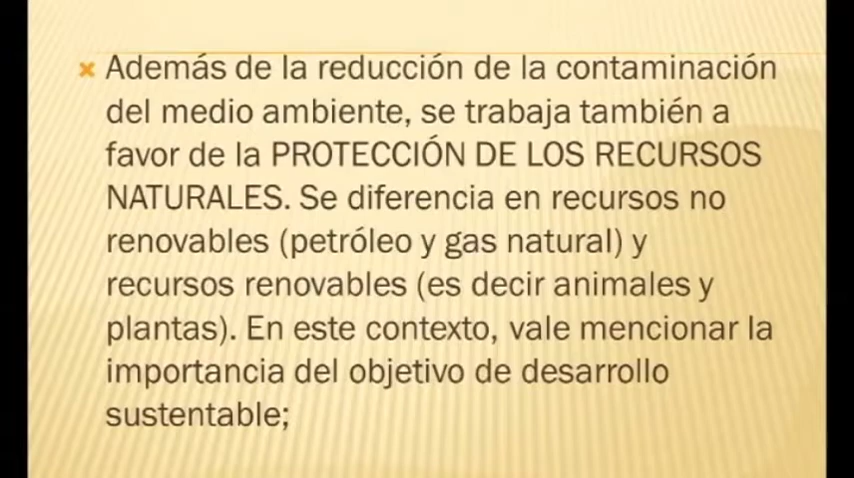 Además de la reducción de la contaminación
del medio ambiente, se trabaja también a
favor de la PROTECCIÓN DE LOS RECURSOS
NATURALES. Se diferencia en recursos no
renovables (petróleo y gas natural) y
recursos renovables (es decir animales y
plantas). En este contexto, vale mencionar la
importancia del objetivo de desarrollo
sustentable;